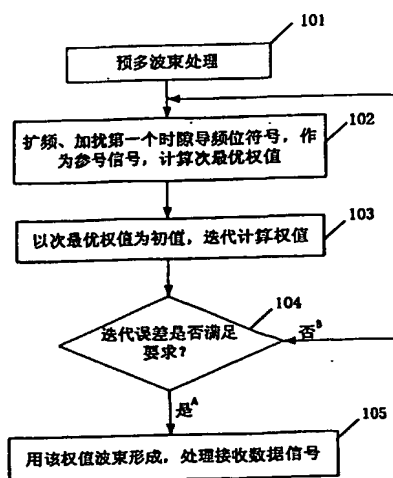 101
预多波束处理
扩频、加扰第一个时隙导频位符号，作
为参号信号，计算次最优权值
102
103
以次最优权值为初值，迭代计算权值
104
迭代误差是否满足
要求？
否B
是A
105
用该权值波束形成，处理接收数据信号